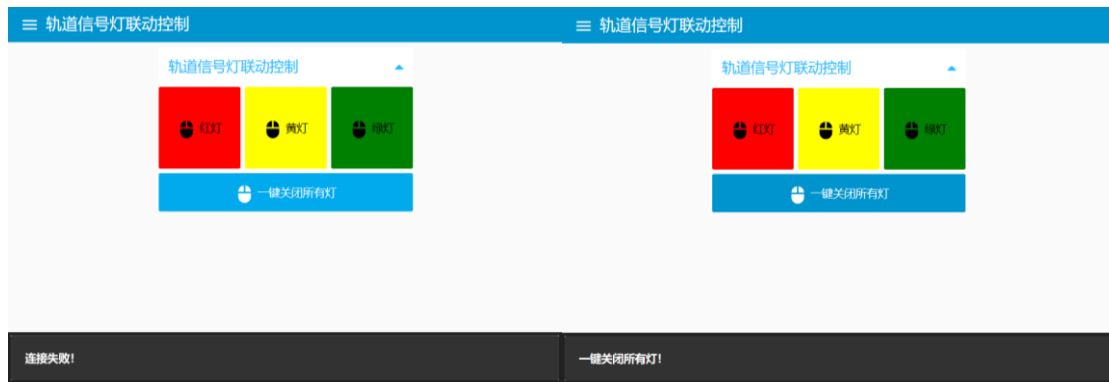 轨道信号灯联动控制
轨道信号灯联动控制
红灯 黄灯 绿灯
一键关闭所有灯
连接失败!
轨道信号灯联动控制
轨道信号灯联动控制
红灯 黄灯 绿灯
一键关闭所有灯
一键关闭所有灯!